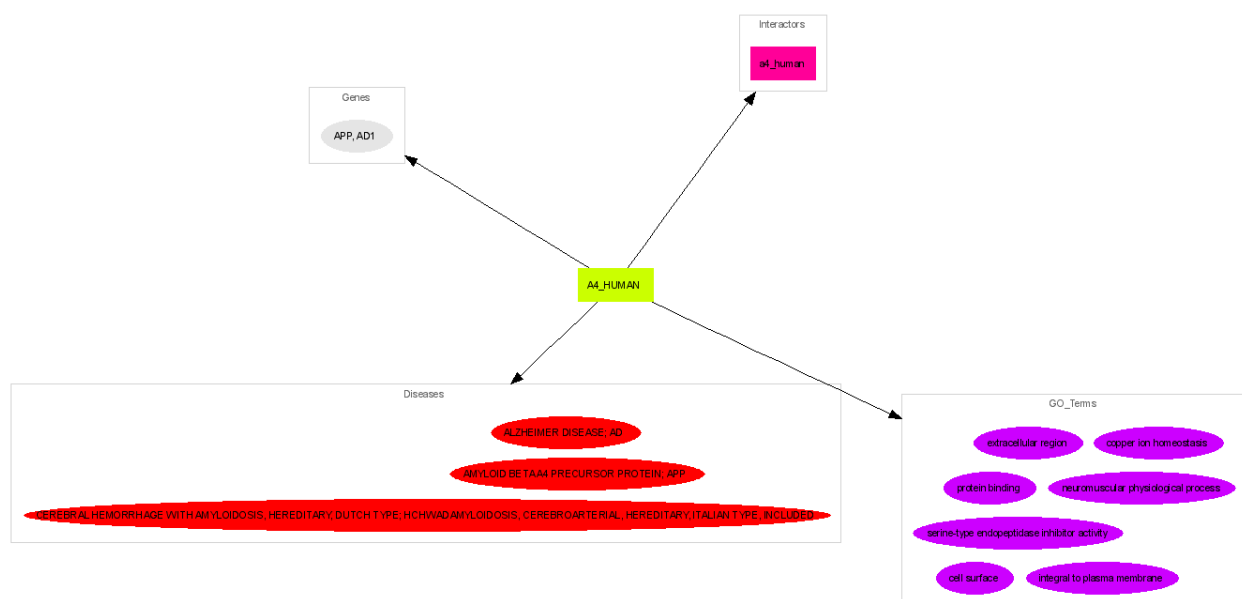 Interactors
a4_human
Genes
APP, AD1
A4_HUMAN
Diseases
ALZHEIMER DISEASE; AD
AMYLOID BETA A4 PRECURSOR PROTEIN; APP
CEREBRAL HEMORRHAGE WITH AMYLOIDOSIS, HEREDITARY, DUTCH TYPE; HCHWADAMYLOIDOSIS, CEREBROARTERIAL, HEREDITARY, ITALIAN TYPE, INCLUDED
GO_Terms
extracellular region
copper ion homeostasis
protein binding
neuromuscular physiological process
serine-type endopeptidase inhibitor activity
cell surface
integral to plasma membrane